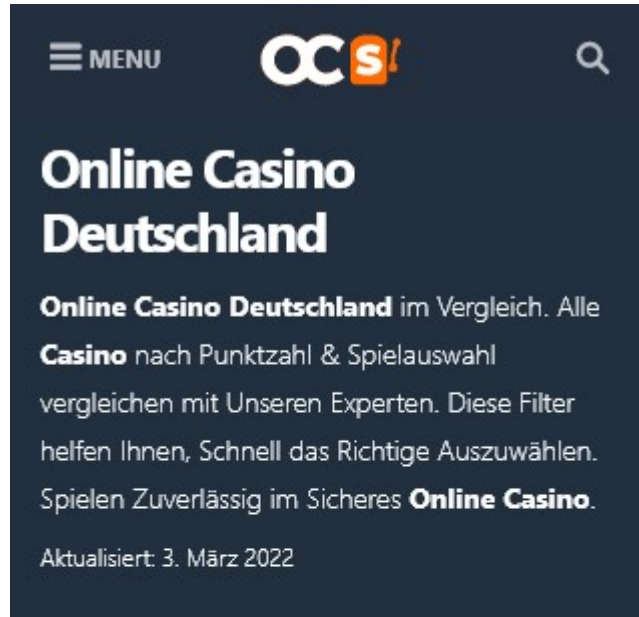 MENU OCS
Online Casino
Deutschland
Online Casino Deutschland im Vergleich. Alle
Casino nach Punktzahl & Spielauswahl
vergleichen mit Unseren Experten. Diese Filter
helfen Ihnen, Schnell das Richtige Auszuwählen.
Spielen Zuverlässig im Sicheres Online Casino.
Aktualisiert: 3. März 2022